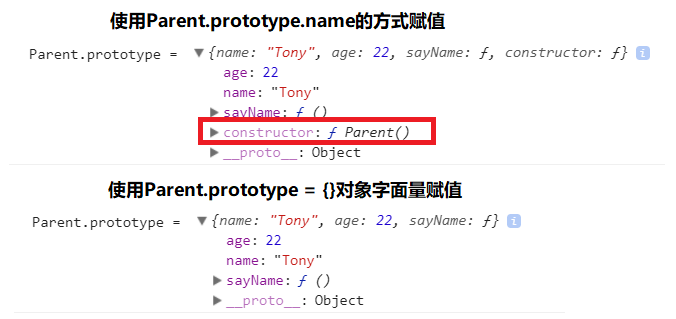 使用Parent.prototype.name的方式赋值
Parent.prototype = ▼{name: "Tony", age: 22, sayName: ƒ, constructor: ƒ} i
age: 22
name: "Tony"
▶sayName: ƒ ()
▶constructor: ƒ Parent()
▶__proto__: Object
使用Parent.prototype = {}对象字面量赋值
Parent.prototype = ▼{name: "Tony", age: 22, sayName: ƒ} i
age: 22
name: "Tony"
▶sayName: ƒ ()
▶__proto__: Object